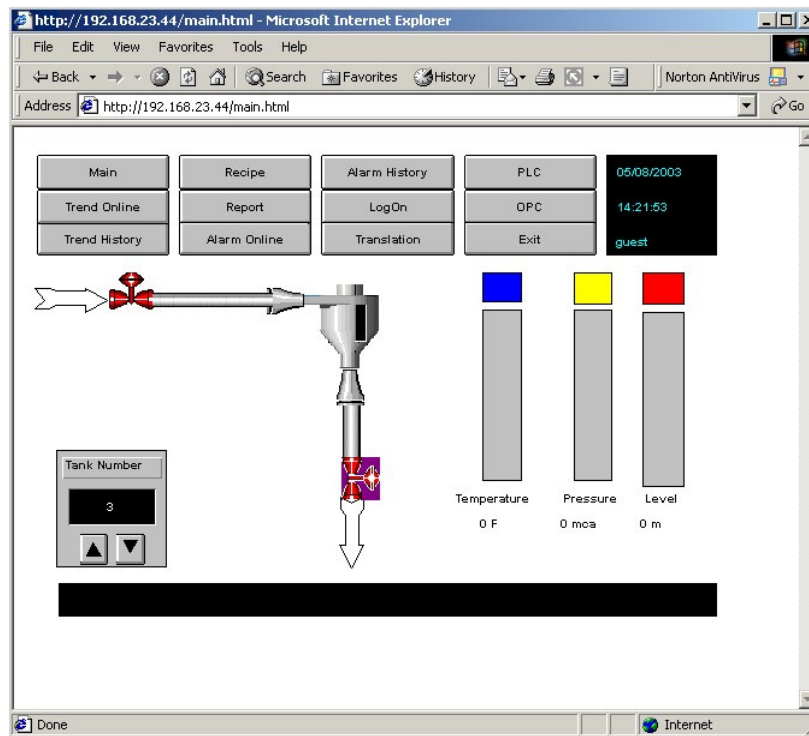 http://192.168.23.44/main.html - Microsoft Internet Explorer
File Edit View Favorites Tools Help
Back Search Favorites History Norton AntiVirus
Address http://192.168.23.44/main.html Go
Main Recipe Alarm History PLC 05/08/2003
Trend Online Report LogOn OPC 14:21:53
Trend History Alarm Online Translation Exit guest
Tank Number
3
Temperature Pressure Level
0 F 0 mca 0 m
Done Internet